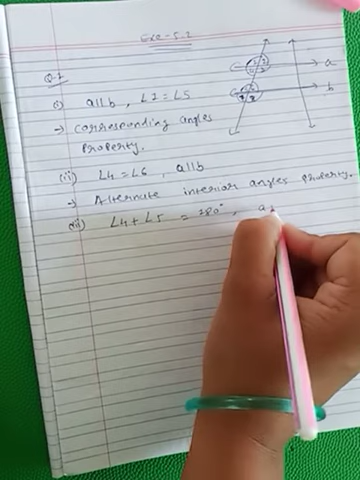 Exe-5.2
Q-1
(i) a||b, ∠1 = ∠5
→ Corresponding angles
Property.
(ii) ∠4 = ∠6, a||b
→ Alternate interior angles property.
(iii) ∠4 + ∠5 = 180°, a
a
b